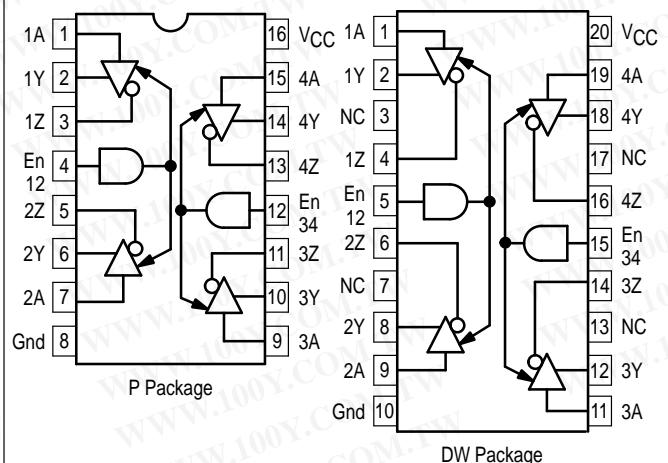 1A 1 16 VCC
1Y 2 15 4A
1Z 3 14 4Y
En 12 4 13 4Z
2Z 5 12 En 34
2Y 6 11 3Z
2A 7 10 3Y
Gnd 8 9 3A
P Package
1A 1 20 VCC
1Y 2 19 4A
NC 3 18 4Y
1Z 4 17 NC
En 12 5 16 4Z
2Z 6 15 En 34
NC 7 14 3Z
2Y 8 13 NC
2A 9 12 3Y
Gnd 10 11 3A
DW Package
WWW.100Y.COM.TW